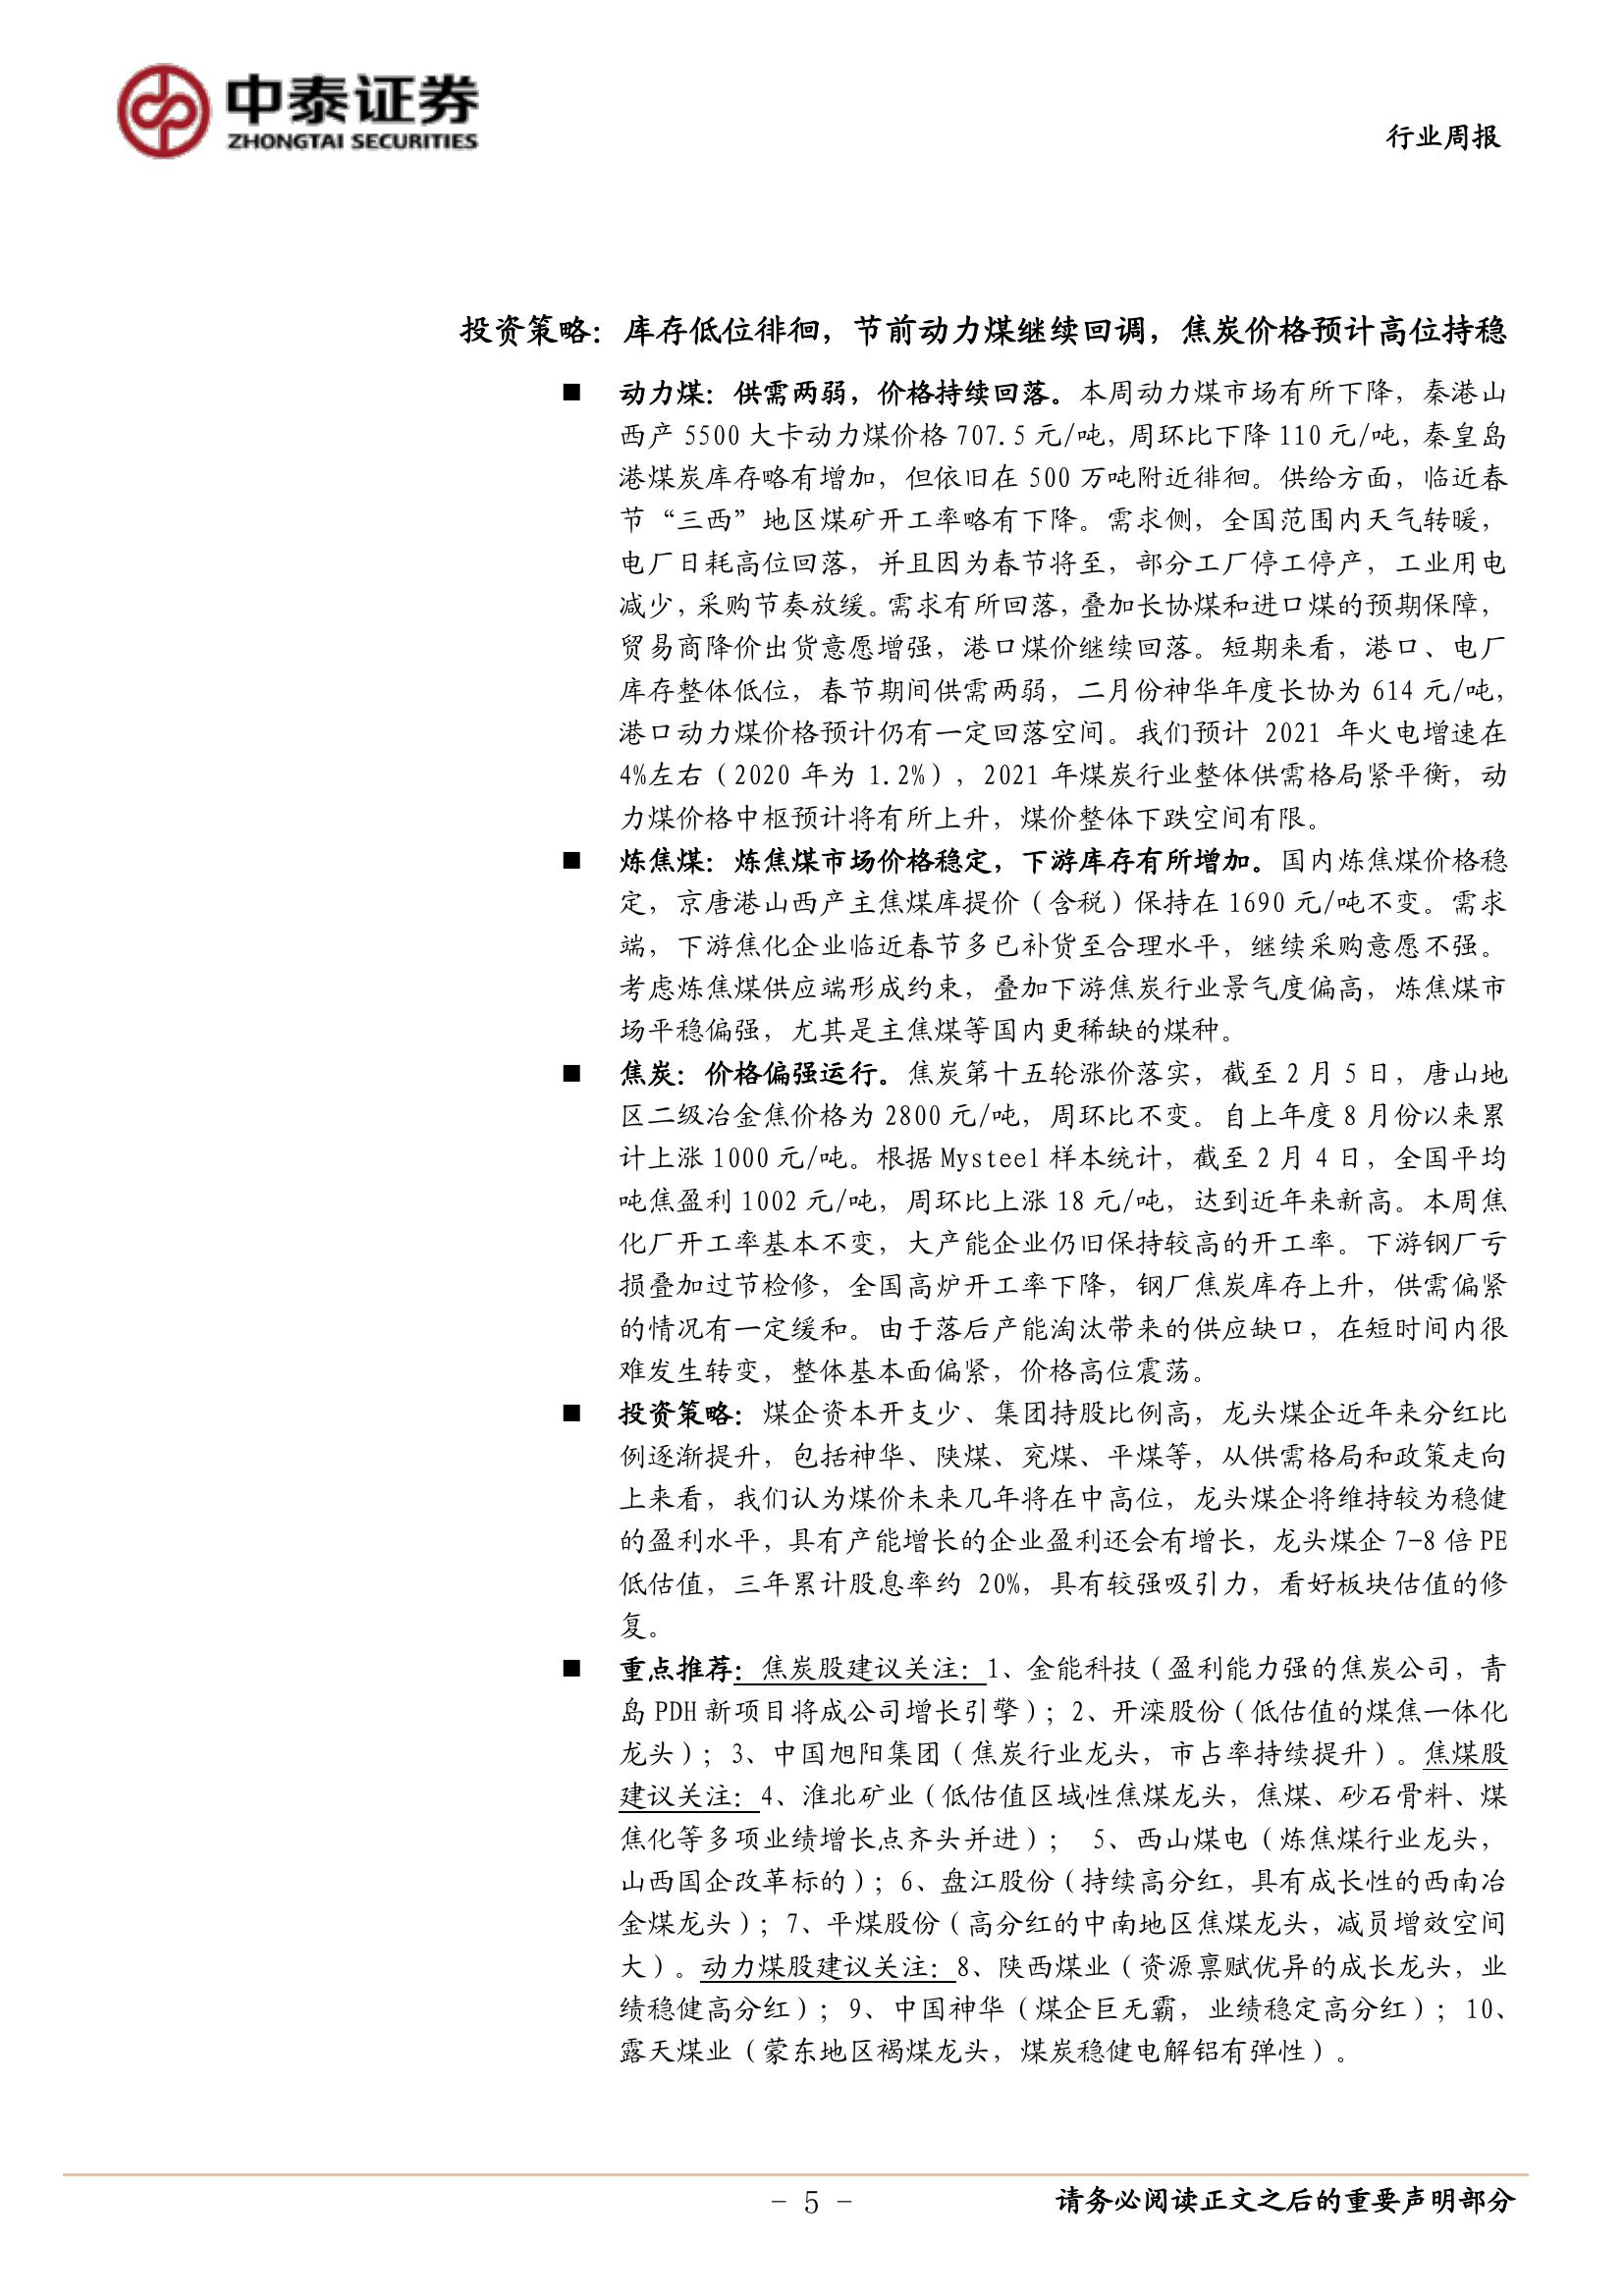 中泰证券
ZHONGTAI SECURITIES
行业周报
投资策略：库存低位徘徊，节前动力煤继续回调，焦炭价格预计高位持稳
■ 动力煤：供需两弱，价格持续回落。本周动力煤市场有所下降，秦港山
西产 5500 大卡动力煤价格 707.5 元/吨，周环比下降 110 元/吨，秦皇岛
港煤炭库存略有增加，但依旧在 500 万吨附近徘徊。供给方面，临近春
节“三西”地区煤矿开工率略有下降。需求侧，全国范围内天气转暖，
电厂日耗高位回落，并且因为春节将至，部分工厂停工停产，工业用电
减少，采购节奏放缓。需求有所回落，叠加长协煤和进口煤的预期保障，
贸易商降价出货意愿增强，港口煤价继续回落。短期来看，港口、电厂
库存整体低位，春节期间供需两弱，二月份神华年度长协为 614 元/吨，
港口动力煤价格预计仍有一定回落空间。我们预计 2021 年火电增速在
4%左右（2020 年为 1.2%），2021 年煤炭行业整体供需格局紧平衡，动
力煤价格中枢预计将有所上升，煤价整体下跌空间有限。
■ 炼焦煤：炼焦煤市场价格稳定，下游库存有所增加。国内炼焦煤价格稳
定，京唐港山西产主焦煤库提价（含税）保持在 1690 元/吨不变。需求
端，下游焦化企业临近春节多已补货至合理水平，继续采购意愿不强。
考虑炼焦煤供应端形成约束，叠加下游焦炭行业景气度偏高，炼焦煤市
场平稳偏强，尤其是主焦煤等国内更稀缺的煤种。
■ 焦炭：价格偏强运行。焦炭第十五轮涨价落实，截至 2 月 5 日，唐山地
区二级冶金焦价格为 2800 元/吨，周环比不变。自上年度 8 月份以来累
计上涨 1000 元/吨。根据 Mysteel 样本统计，截至 2 月 4 日，全国平均
吨焦盈利 1002 元/吨，周环比上涨 18 元/吨，达到近年来新高。本周焦
化厂开工率基本不变，大产能企业仍旧保持较高的开工率。下游钢厂亏
损叠加过节检修，全国高炉开工率下降，钢厂焦炭库存上升，供需偏紧
的情况有一定缓和。由于落后产能淘汰带来的供应缺口，在短时间内很
难发生转变，整体基本面偏紧，价格高位震荡。
■ 投资策略：煤企资本开支少、集团持股比例高，龙头煤企近年来分红比
例逐渐提升，包括神华、陕煤、兖煤、平煤等，从供需格局和政策走向
上来看，我们认为煤价未来几年将在中高位，龙头煤企将维持较为稳健
的盈利水平，具有产能增长的企业盈利还会有增长，龙头煤企 7-8 倍 PE
低估值，三年累计股息率约 20%，具有较强吸引力，看好板块估值的修
复。
■ 重点推荐：焦炭股建议关注：1、金能科技（盈利能力强的焦炭公司，青
岛 PDH 新项目将成公司增长引擎）；2、开滦股份（低估值的煤焦一体化
龙头）；3、中国旭阳集团（焦炭行业龙头，市占率持续提升）。焦煤股
建议关注：4、淮北矿业（低估值区域性焦煤龙头，焦煤、砂石骨料、煤
焦化等多项业绩增长点齐头并进）； 5、西山煤电（炼焦煤行业龙头，
山西国企改革标的）；6、盘江股份（持续高分红，具有成长性的西南冶
金煤龙头）；7、平煤股份（高分红的中南地区焦煤龙头，减员增效空间
大）。动力煤股建议关注：8、陕西煤业（资源禀赋优异的成长龙头，业
绩稳健高分红）；9、中国神华（煤企巨无霸，业绩稳定高分红）；10、
露天煤业（蒙东地区褐煤龙头，煤炭稳健电解铝有弹性）。
- 5 -
请务必阅读正文之后的重要声明部分